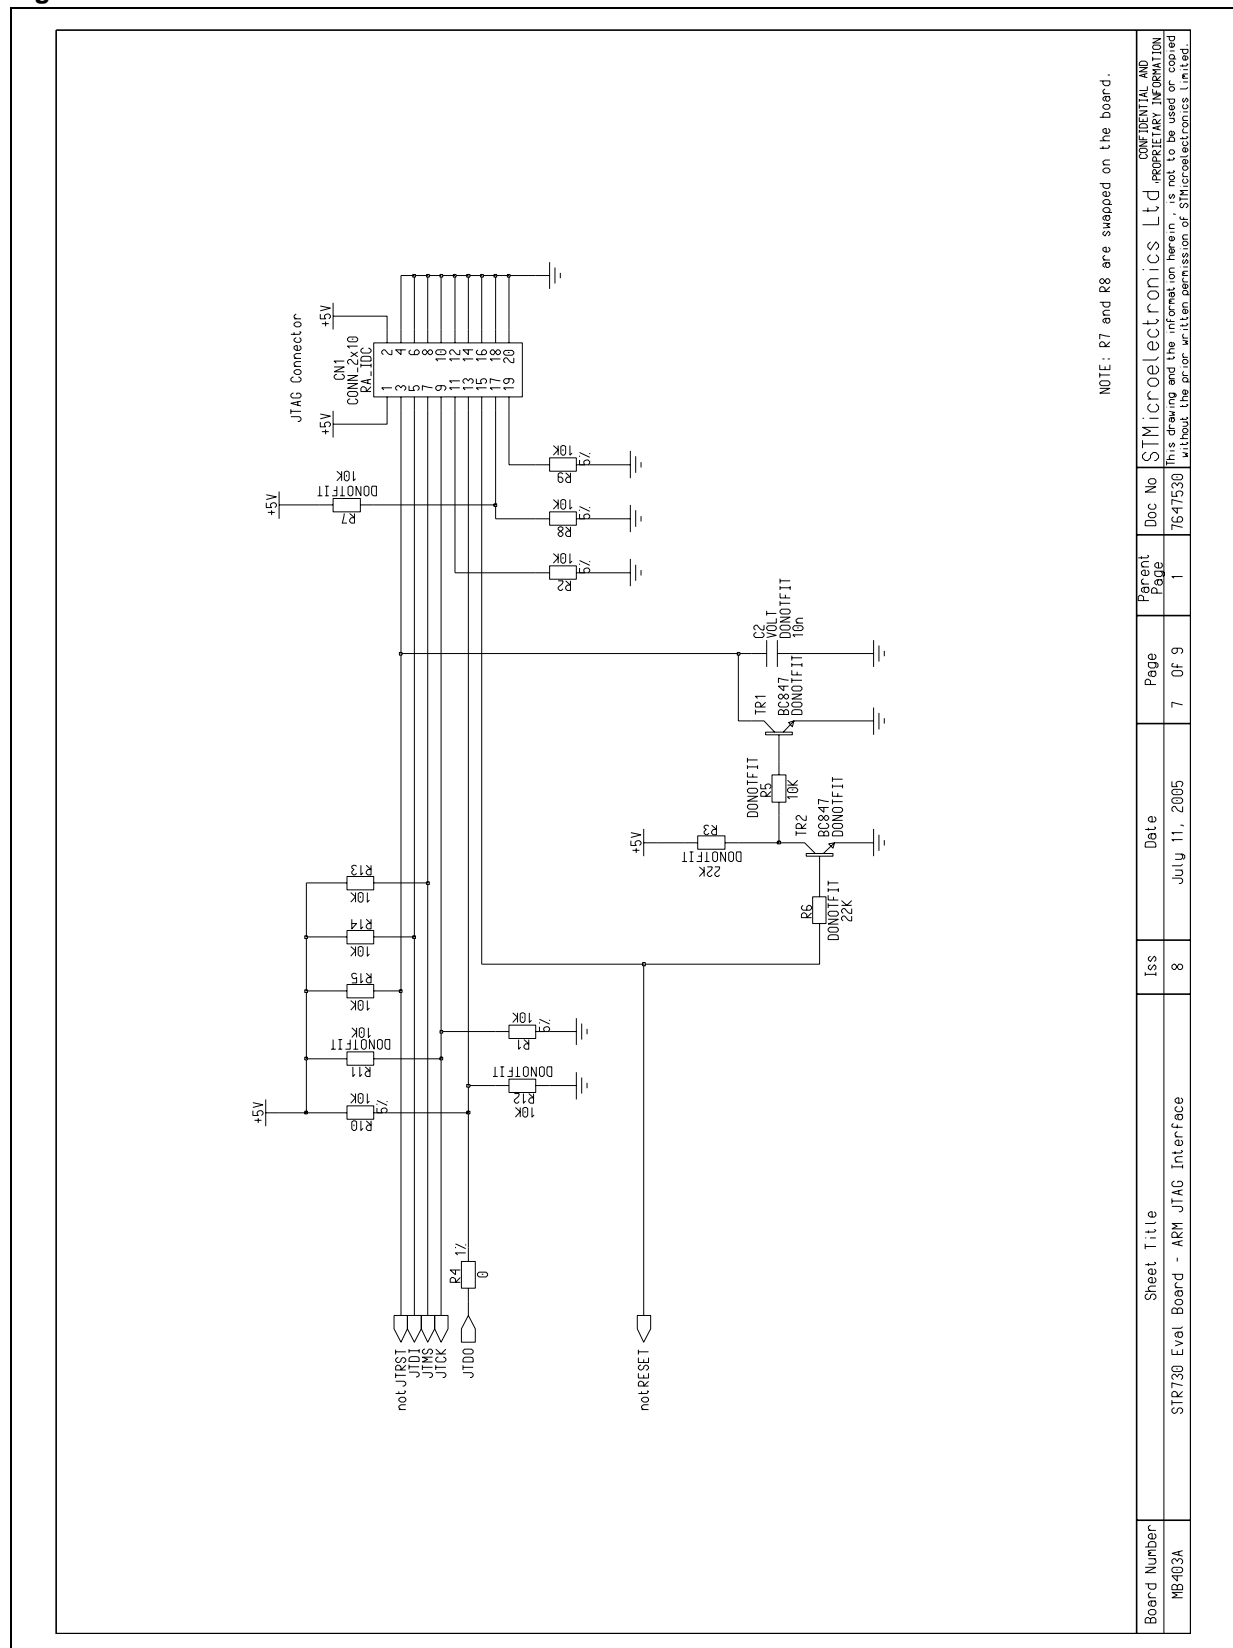 JTAG Connector
CN1
CONN_2x10
RA_IDC
+5V
+5V
1 2
3 4
5 6
7 8
9 10
11 12
13 14
15 16
17 18
19 20
+5V
R7
DONOTFIT
10K
R9
10K
5%
R8
10K
5%
R2
10K
5%
C2
VOLT
DONOTFIT
10n
TR1
BC847
DONOTFIT
DONOTFIT
R5
10K
TR2
BC847
DONOTFIT
+5V
R3
DONOTFIT
22K
R6
DONOTFIT
22K
R13
10K
R14
10K
R15
10K
R11
DONOTFIT
10K
+5V
R10
10K
5%
R1
10K
5%
R12
DONOTFIT
10K
R4
1%
0
notJTRST
JTDI
JTMS
JTCK
JTDO
notRESET
NOTE: R7 and R8 are swapped on the board.
Board Number
MB403A
Sheet Title
STR730 Eval Board - ARM JTAG Interface
Iss
8
Date
July 11, 2005
Page
7 Of 9
Parent
Page
1
Doc No
7647530
STMicroelectronics Ltd.
CONFIDENTIAL AND
PROPRIETARY INFORMATION
This drawing and the information herein, is not to be used or copied
without the prior written permission of STMicroelectronics limited.